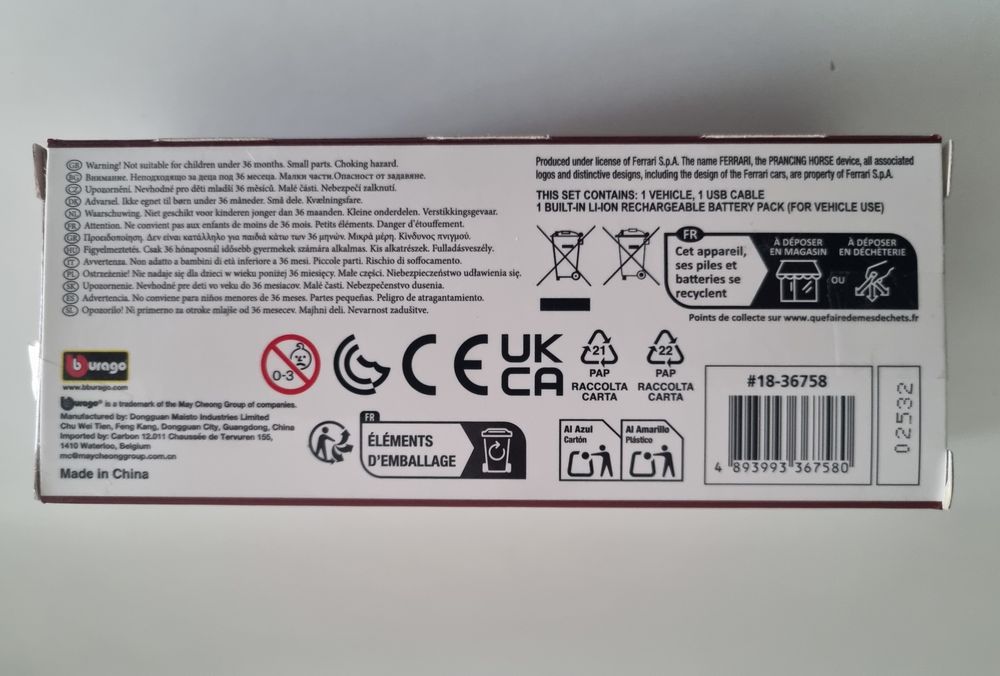 GB Warning! Not suitable for children under 36 months. Small parts. Choking hazard.
BG Внимание. Неподходящо за деца под 36 месеца. Малки части.Опасност от задавяне.
CZ Upozornění. Nevhodné pro děti mladší 36 měsíců. Malé části. Nebezpečí zalknutí.
DK Advarsel. Ikke egnet til børn under 36 måneder. Små dele. Kvælningsfare.
NL Waarschuwing. Niet geschikt voor kinderen jonger dan 36 maanden. Kleine onderdelen. Verstikkingsgevaar.
FR Attention. Ne convient pas aux enfants de moins de 36 mois. Petits éléments. Danger d'étouffement.
GR Προειδοποίηση. Δεν είναι κατάλληλο για παιδιά κάτω των 36 μηνών. Μικρά μέρη. Κίνδυνος πνιγμού.
HU Figyelmeztetés. Csak 36 hónaposnál idősebb gyermekek számára alkalmas. Kis alkatrészek. Fulladásveszély.
IT Avvertenza. Non adatto a bambini di età inferiore a 36 mesi. Piccole parti. Rischio di soffocamento.
PL Ostrzeżenie! Nie nadaje się dla dzieci w wieku poniżej 36 miesięcy. Małe części. Niebezpieczeństwo udławienia się.
SK Upozornenie. Nevhodné pre deti vo veku do 36 mesiacov. Malé časti. Nebezpečenstvo dusenia.
ES Advertencia. No conviene para niños menores de 36 meses. Partes pequeñas. Peligro de atragantamiento.
SL Opozorilo! Ni primerno za otroke mlajše od 36 mesecev. Majhni deli. Nevarnost zadušitve.
Produced under license of Ferrari S.p.A. The name FERRARI, the PRANCING HORSE device, all associated
logos and distinctive designs, including the design of the Ferrari cars, are property of Ferrari S.p.A.
THIS SET CONTAINS: 1 VEHICLE, 1 USB CABLE
1 BUILT-IN LI-ION RECHARGEABLE BATTERY PACK (FOR VEHICLE USE)
FR
Cet appareil,
ses piles et
batteries se
recyclent
À DÉPOSER
EN MAGASIN
OU
À DÉPOSER
EN DÉCHÈTERIE
Points de collecte sur www.quefairedemesdechets.fr
bburago
www.bburago.com
0-3
CE
UK
CA
21
PAP
RACCOLTA
CARTA
22
PAP
RACCOLTA
CARTA
bburago® is a trademark of the May Cheong Group of companies.
Manufactured by: Dongguan Maisto Industries Limited
Chu Wei Tien, Feng Kang, Dongguan City, Guangdong, China
Imported by: Carbon 12.011 Chaussée de Tervuren 155,
1410 Waterloo, Belgium
mc@maycheonggroup.com.cn
Made in China
FR
ÉLÉMENTS
D'EMBALLAGE
Al Azul
Cartón
Al Amarillo
Plástico
#18-36758
4 893993 367580
02532